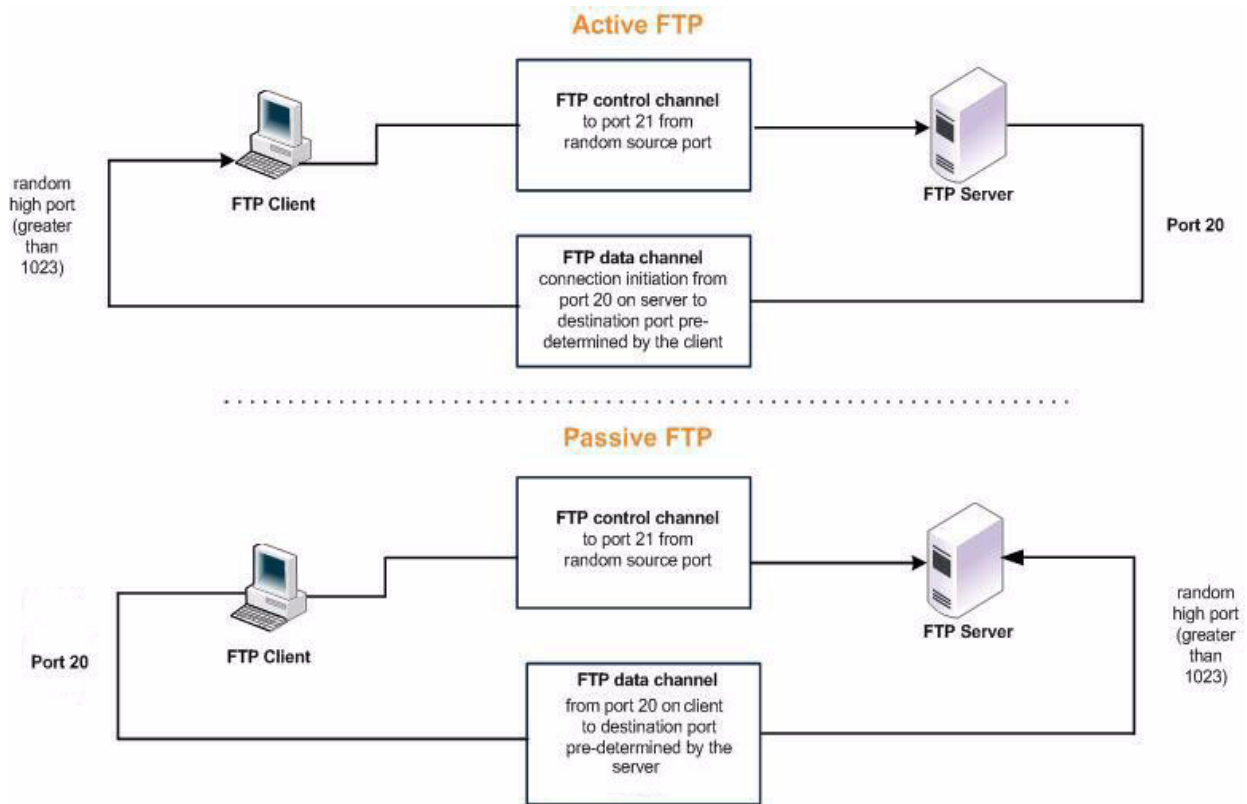 Active FTP
FTP control channel
to port 21 from
random source port
FTP Client
FTP Server
random
high port
(greater
than
1023)
Port 20
FTP data channel
connection initiation from
port 20 on server to
destination port pre-
determined by the client
Passive FTP
FTP control channel
to port 21 from
random source port
FTP Client
FTP Server
Port 20
random
high port
(greater
than
1023)
FTP data channel
from port 20 on client
to destination port
pre-determined by the
server